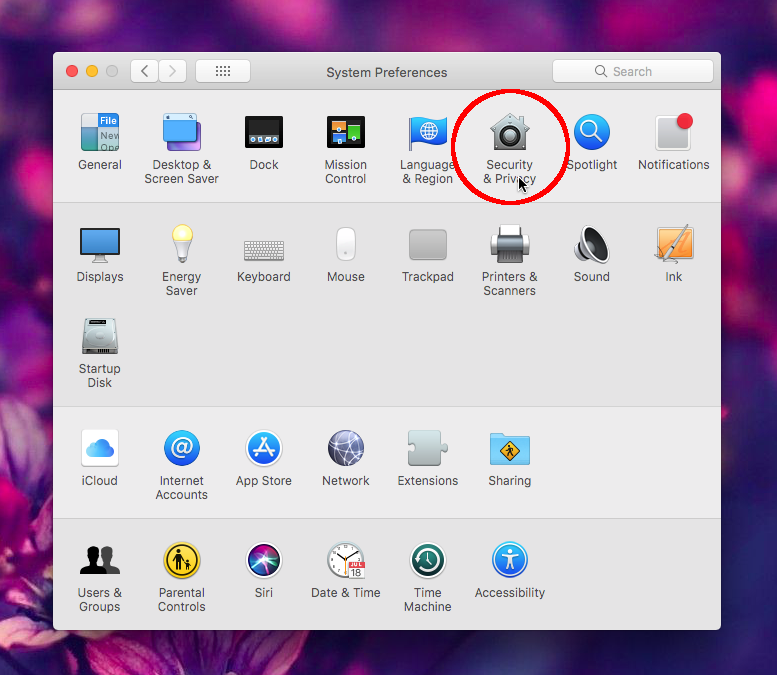 System Preferences
Search
File
New
Ope
General
Desktop &
Screen Saver
Dock
Mission
Control
Language
& Region
Security
& Privacy
Spotlight
Notifications
Displays
Energy
Saver
Keyboard
Mouse
Trackpad
Printers &
Scanners
Sound
Ink
Startup
Disk
iCloud
@
Internet
Accounts
App Store
Network
Extensions
Sharing
Users &
Groups
Parental
Controls
Siri
JUL
18
Date & Time
Time
Machine
Accessibility